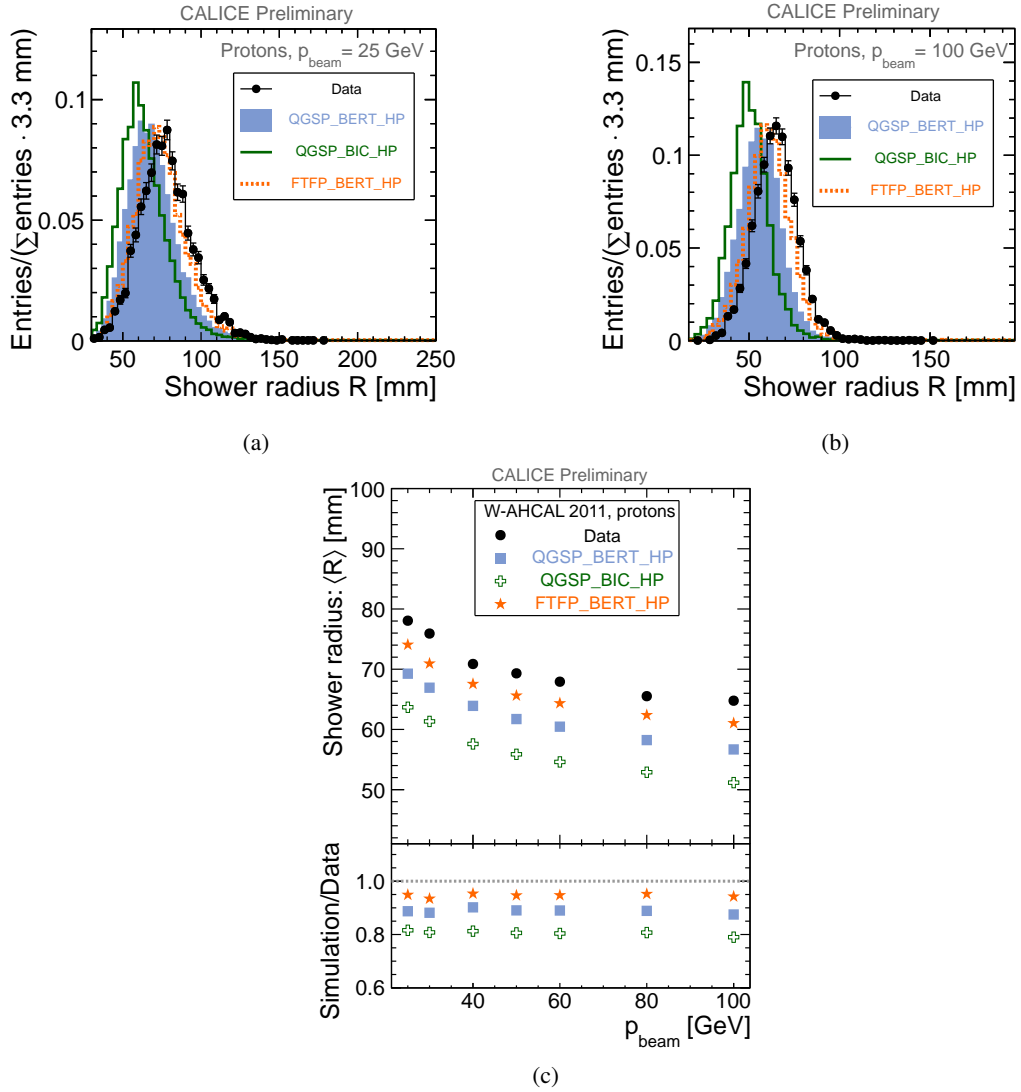 CALICE Preliminary
Protons, p_beam = 25 GeV
Data
QGSP_BERT_HP
QGSP_BIC_HP
FTFP_BERT_HP
Entries/(∑entries · 3.3 mm)
0.1
0.05
0
50 100 150 200 250
Shower radius R [mm]
(a)
CALICE Preliminary
Protons, p_beam = 100 GeV
Data
QGSP_BERT_HP
QGSP_BIC_HP
FTFP_BERT_HP
Entries/(∑entries · 3.3 mm)
0.15
0.10
0.05
0
50 100 150
Shower radius R [mm]
(b)
CALICE Preliminary
W-AHCAL 2011, protons
Data
QGSP_BERT_HP
QGSP_BIC_HP
FTFP_BERT_HP
Shower radius: ⟨R⟩ [mm]
100
90
80
70
60
50
Simulation/Data
1.0
0.8
0.6
40 60 80 100
p_beam [GeV]
(c)